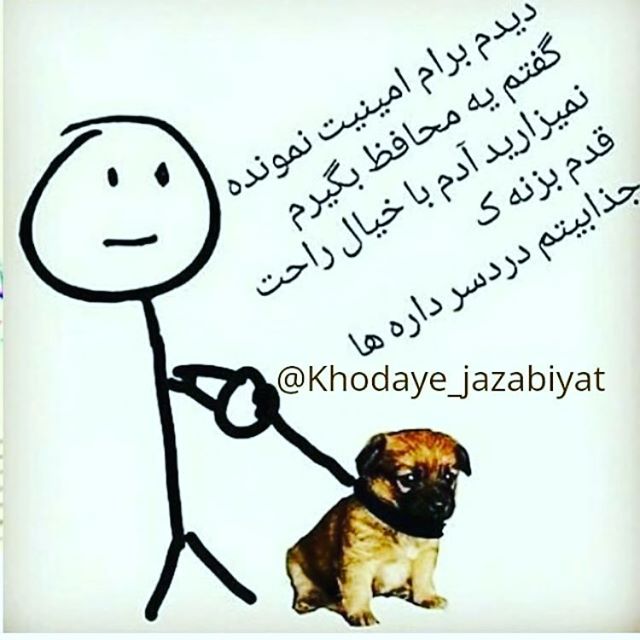 دیدم برام امینیت نمونده
گفتم یه محافظ بگیرم
نمیزارید آدم با خیال راحت
قدم بزنه ک
جذابیتم دردسر داره ها
@Khodaye_jazabiyat